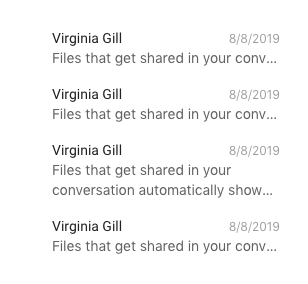 Virginia Gill 8/8/2019
Files that get shared in your conv...
Virginia Gill 8/8/2019
Files that get shared in your conv...
Virginia Gill 8/8/2019
Files that get shared in your
conversation automatically show...
Virginia Gill 8/8/2019
Files that get shared in your conv...